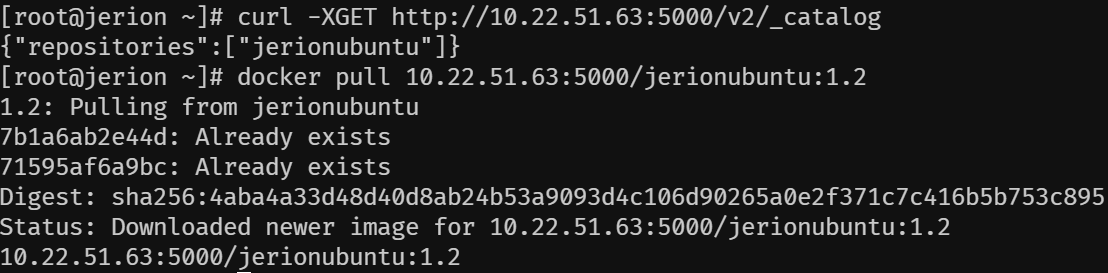 [root@jerion ~]# curl -XGET http://10.22.51.63:5000/v2/_catalog
{"repositories":["jerionubuntu"]}
[root@jerion ~]# docker pull 10.22.51.63:5000/jerionubuntu:1.2
1.2: Pulling from jerionubuntu
7b1a6ab2e44d: Already exists
71595af6a9bc: Already exists
Digest: sha256:4aba4a33d48d40d8ab24b53a9093d4c106d90265a0e2f371c7c416b5b753c895
Status: Downloaded newer image for 10.22.51.63:5000/jerionubuntu:1.2
10.22.51.63:5000/jerionubuntu:1.2